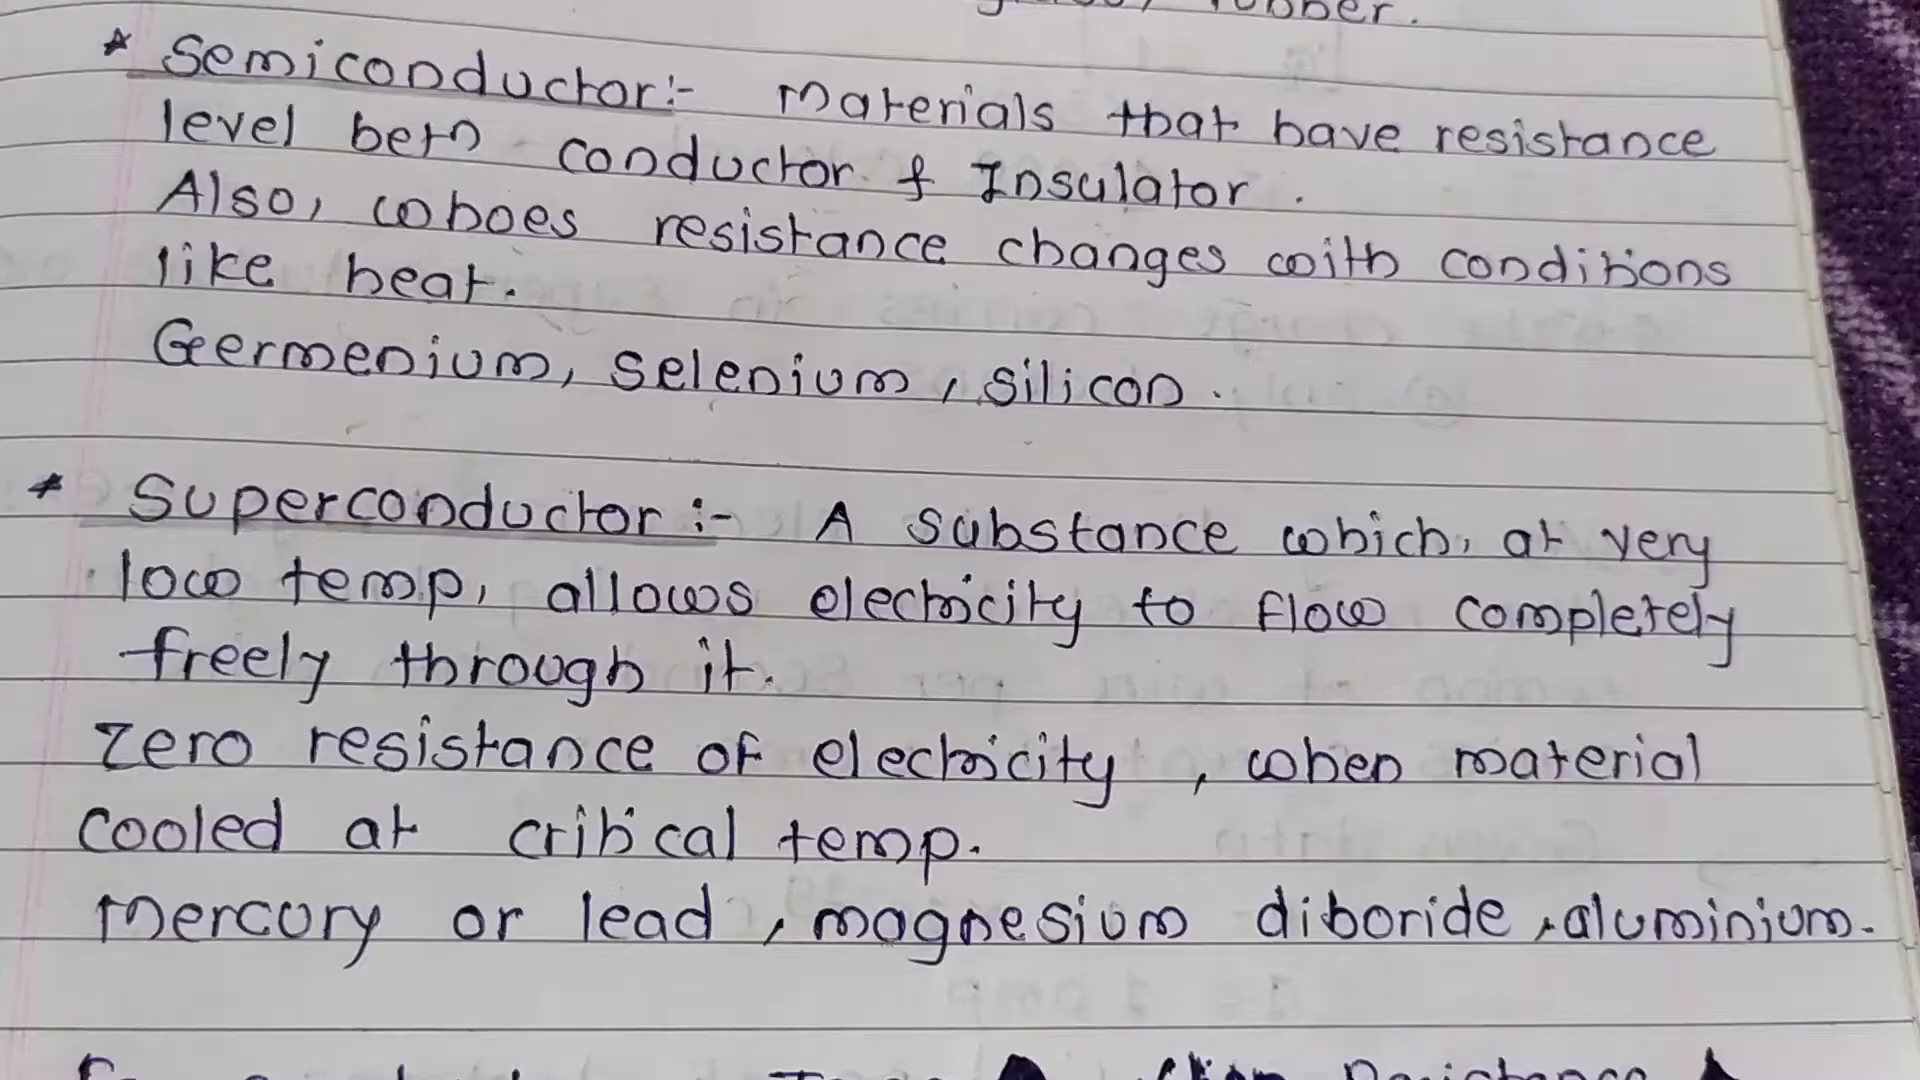 rubber.
* Semiconductor:- Materials that have resistance
level betn conductor & Insulator.
Also, whoes resistance changes with conditions
like heat.
Germenium, selenium, silicon.
* Superconductor:- A substance which, at very
low temp, allows electricity to flow completely
freely through it.
Zero resistance of electricity, when material
cooled at critical temp.
Mercury or lead, magnesium diboride, aluminium.